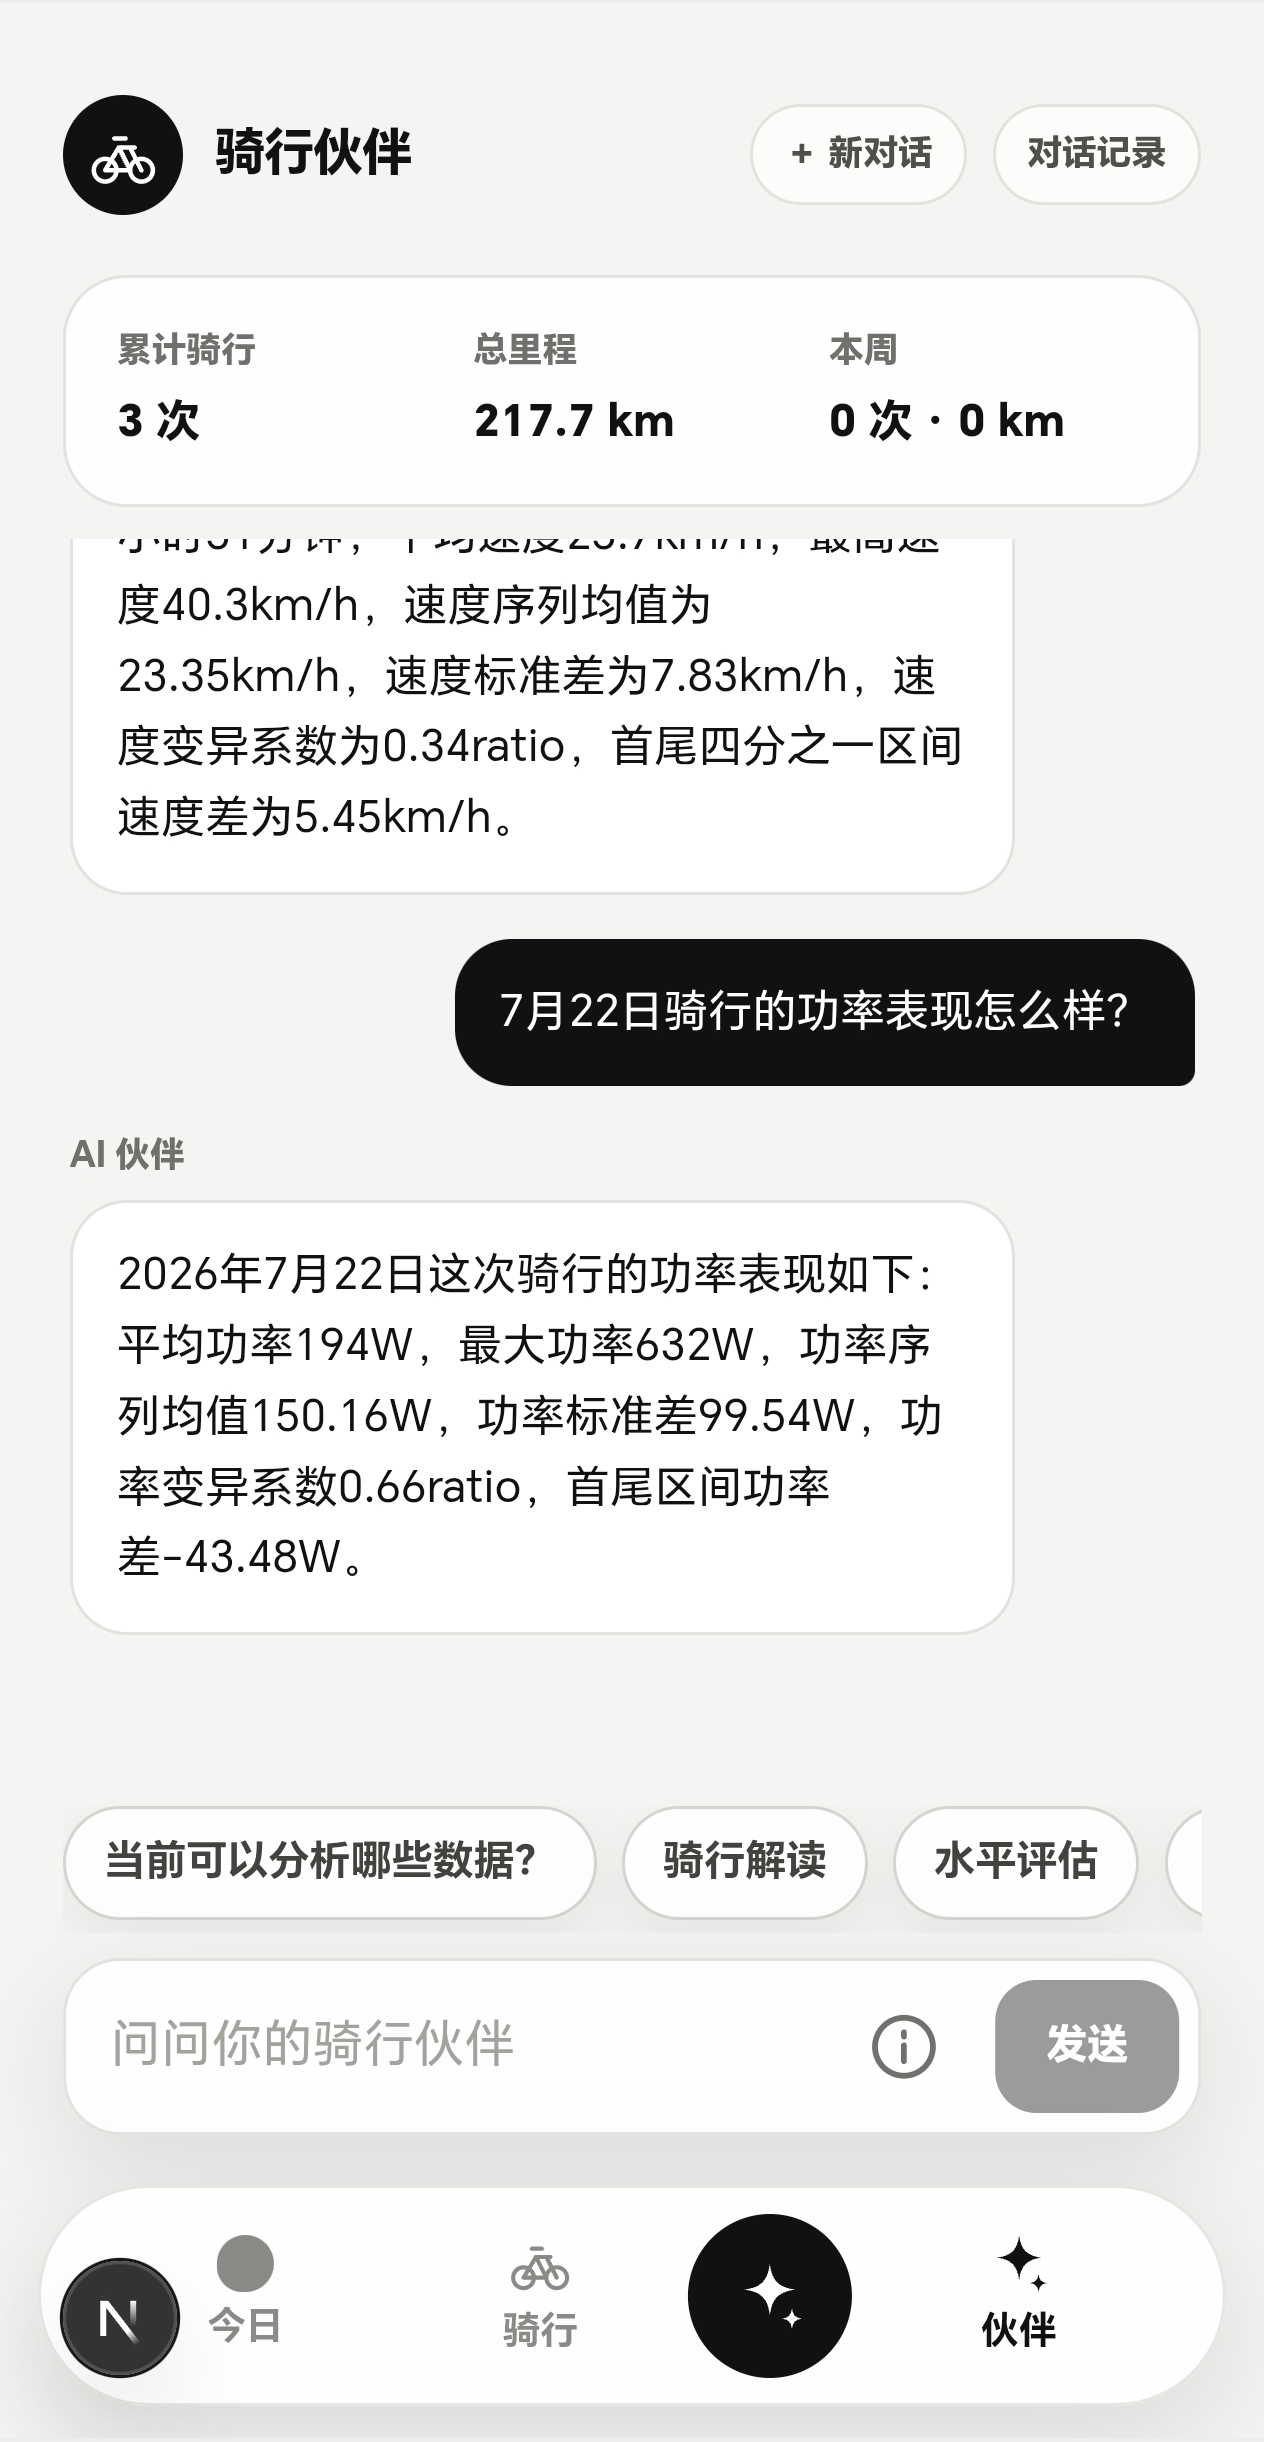 骑行伙伴
+ 新对话
对话记录
累计骑行
总里程
本周
3 次
217.7 km
0 次 · 0 km
度40.3km/h，速度序列均值为
23.35km/h，速度标准差为7.83km/h，速
度变异系数为0.34ratio，首尾四分之一区间
速度差为5.45km/h。
7月22日骑行的功率表现怎么样？
AI 伙伴
2026年7月22日这次骑行的功率表现如下：
平均功率194W，最大功率632W，功率序
列均值150.16W，功率标准差99.54W，功
率变异系数0.66ratio，首尾区间功率
差-43.48W。
当前可以分析哪些数据？
骑行解读
水平评估
问问你的骑行伙伴
发送
N
今日
骑行
伙伴